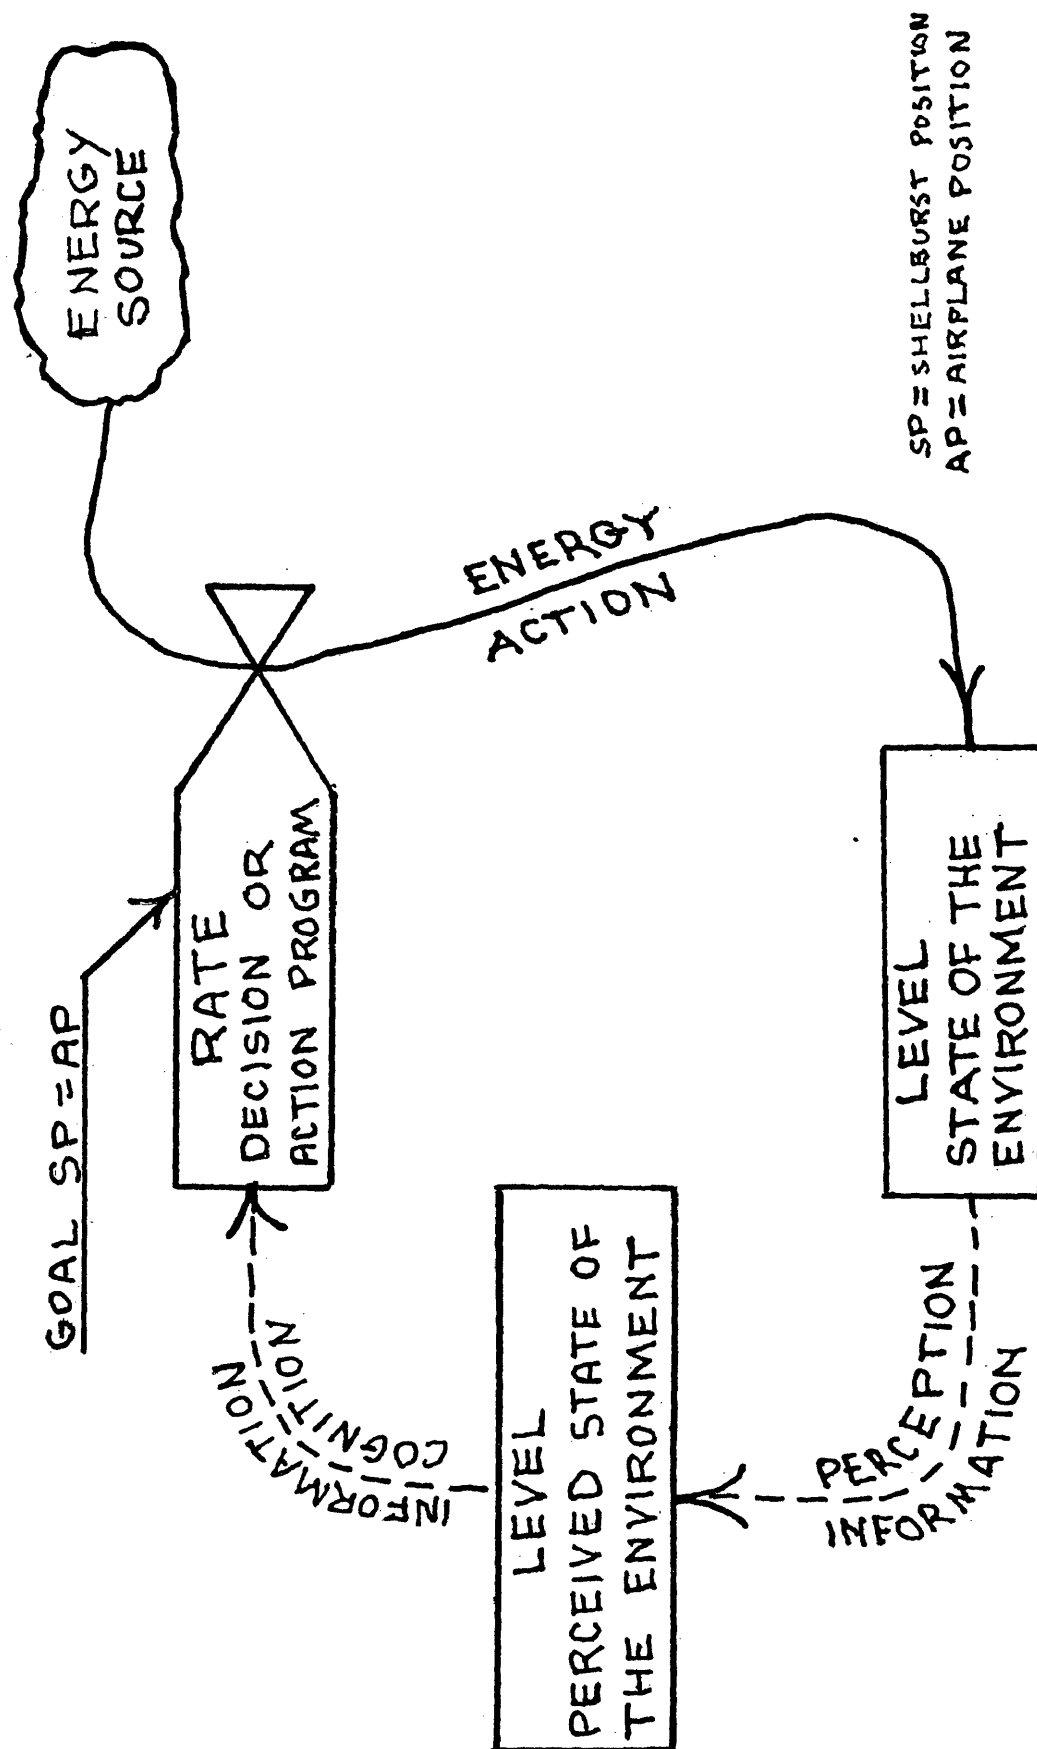 GOAL SP=AP
ENERGY
SOURCE
RATE
DECISION OR
ACTION PROGRAM
INFORMATION
COGNITION
ENERGY
ACTION
LEVEL
PERCEIVED STATE OF
THE ENVIRONMENT
PERCEPTION
INFORMATION
LEVEL
STATE OF THE
ENVIRONMENT
SP=SHELLBURST POSITION
AP=AIRPLANE POSITION